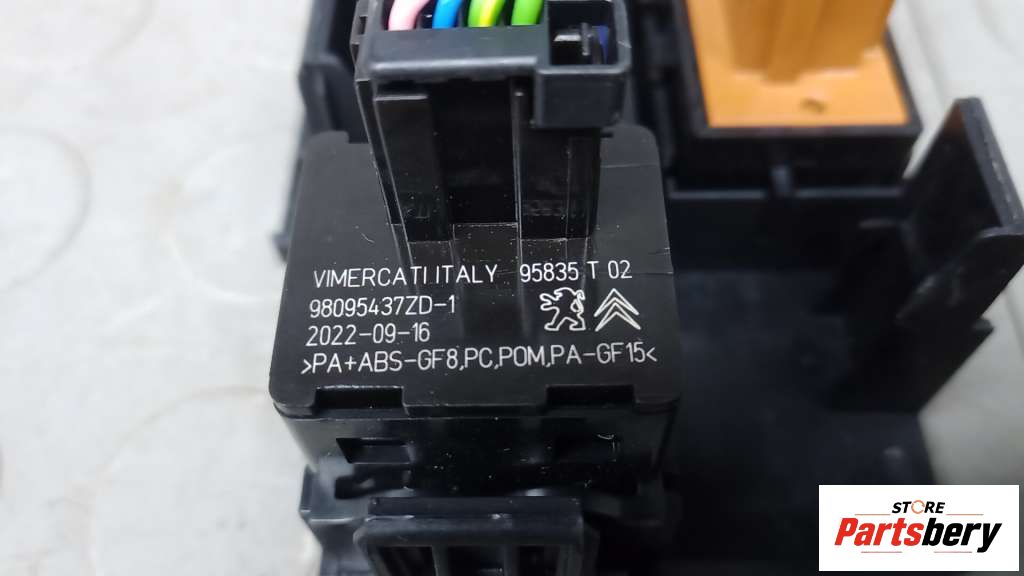 VIMERCATI ITALY 95835 T 02
98095437ZD-1
2022-09-16
>PA+ABS-GF8,PC,POM,PA-GF15<
STORE
Partsbery